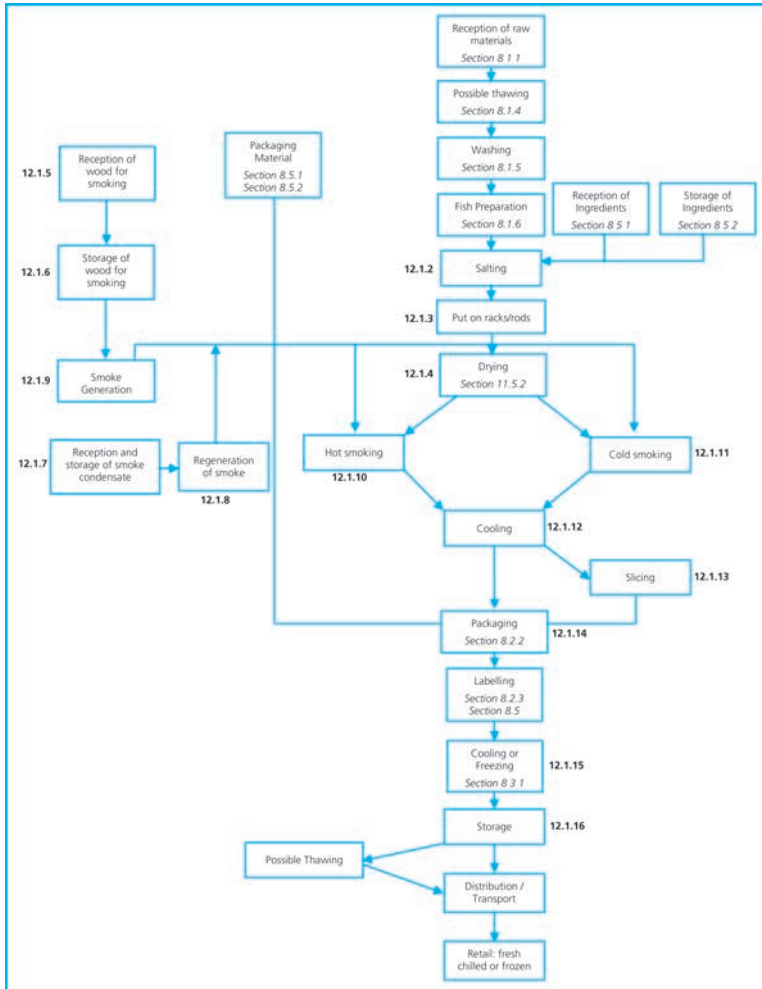 Reception of raw
materials
Section 8 1 1
Possible thawing
Section 8.1.4
Packaging
Material
Section 8.5.1
Section 8.5.2
Washing
Section 8.1.5
12.1.5
Reception of
wood for
smoking
Fish Preparation
Section 8.1.6
Reception of
Ingredients
Section 8 5 1
Storage of
Ingredients
Section 8 5 2
12.1.6
Storage of
wood for
smoking
12.1.2
Salting
12.1.3
Put on racks/rods
12.1.9
Smoke
Generation
12.1.4
Drying
Section 11.5.2
12.1.7
Reception and
storage of smoke
condensate
Regeneration
of smoke
12.1.8
Hot smoking
12.1.10
Cold smoking
12.1.11
Cooling
12.1.12
Slicing
12.1.13
Packaging
Section 8.2.2
12.1.14
Labelling
Section 8.2.3
Section 8.5
Cooling or
Freezing
Section 8 3 1
12.1.15
Storage
12.1.16
Possible Thawing
Distribution /
Transport
Retail: fresh
chilled or frozen